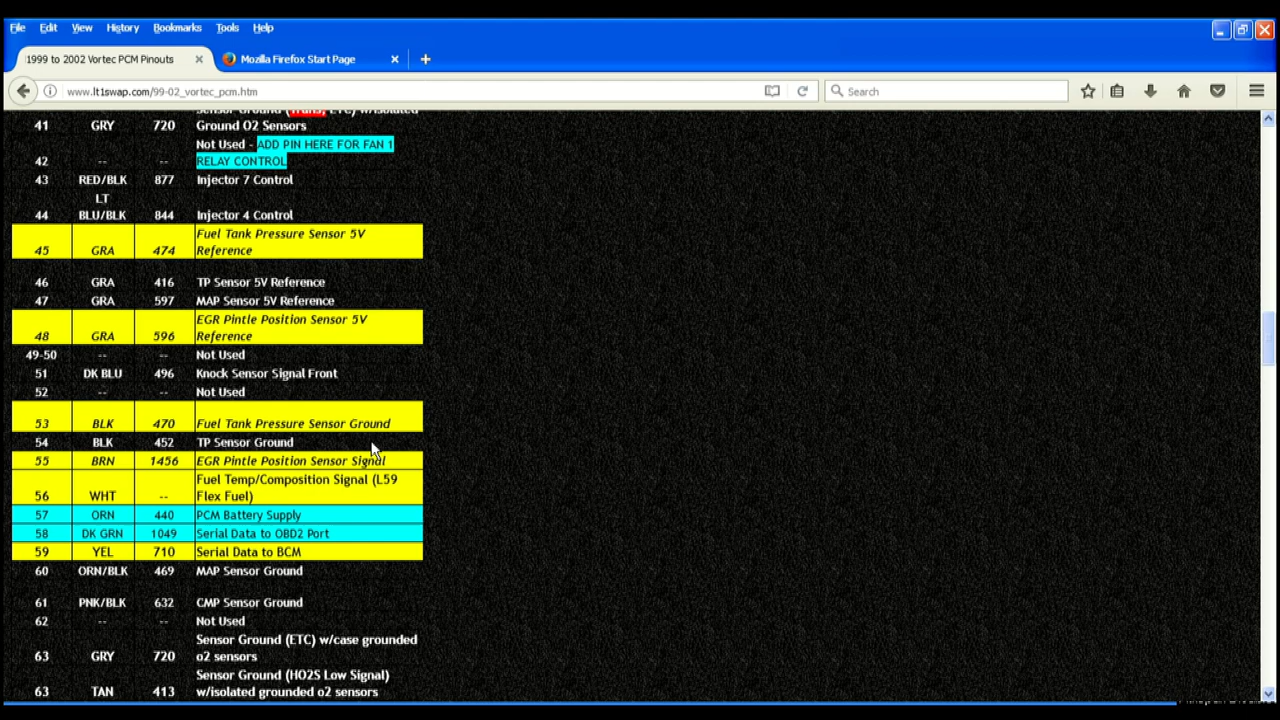 File Edit View History Bookmarks Tools Help
1999 to 2002 Vortec PCM Pinouts Mozilla Firefox Start Page
www.lt1swap.com/99-02_vortec_pcm.htm Search
Sensor Ground (Trans, ETC) w/isolated
41 GRY 720 Ground O2 Sensors
Not Used - ADD PIN HERE FOR FAN 1
42 -- -- RELAY CONTROL
43 RED/BLK 877 Injector 7 Control
LT
44 BLU/BLK 844 Injector 4 Control
Fuel Tank Pressure Sensor 5V
45 GRA 474 Reference
46 GRA 416 TP Sensor 5V Reference
47 GRA 597 MAP Sensor 5V Reference
EGR Pintle Position Sensor 5V
48 GRA 596 Reference
49-50 -- -- Not Used
51 DK BLU 496 Knock Sensor Signal Front
52 -- -- Not Used
53 BLK 470 Fuel Tank Pressure Sensor Ground
54 BLK 452 TP Sensor Ground
55 BRN 1456 EGR Pintle Position Sensor Signal
Fuel Temp/Composition Signal (L59
56 WHT -- Flex Fuel)
57 ORN 440 PCM Battery Supply
58 DK GRN 1049 Serial Data to OBD2 Port
59 YEL 710 Serial Data to BCM
60 ORN/BLK 469 MAP Sensor Ground
61 PNK/BLK 632 CMP Sensor Ground
62 -- -- Not Used
Sensor Ground (ETC) w/case grounded
63 GRY 720 o2 sensors
Sensor Ground (HO2S Low Signal)
63 TAN 413 w/isolated grounded o2 sensors